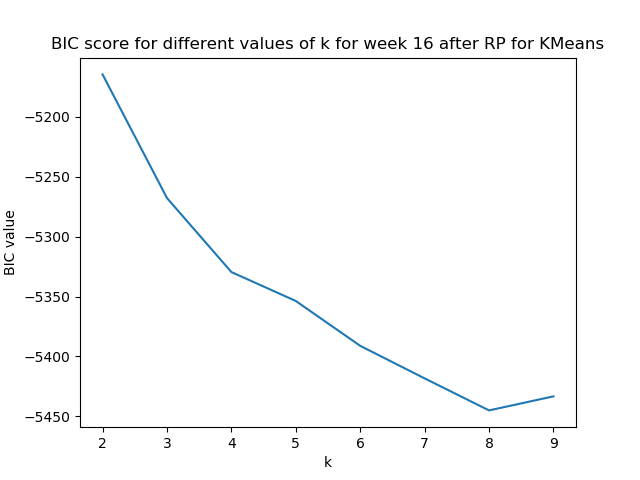 BIC score for different values of k for week 16 after RP for KMeans
BIC value
−5200
−5250
−5300
−5350
−5400
−5450
2 3 4 5 6 7 8 9
k